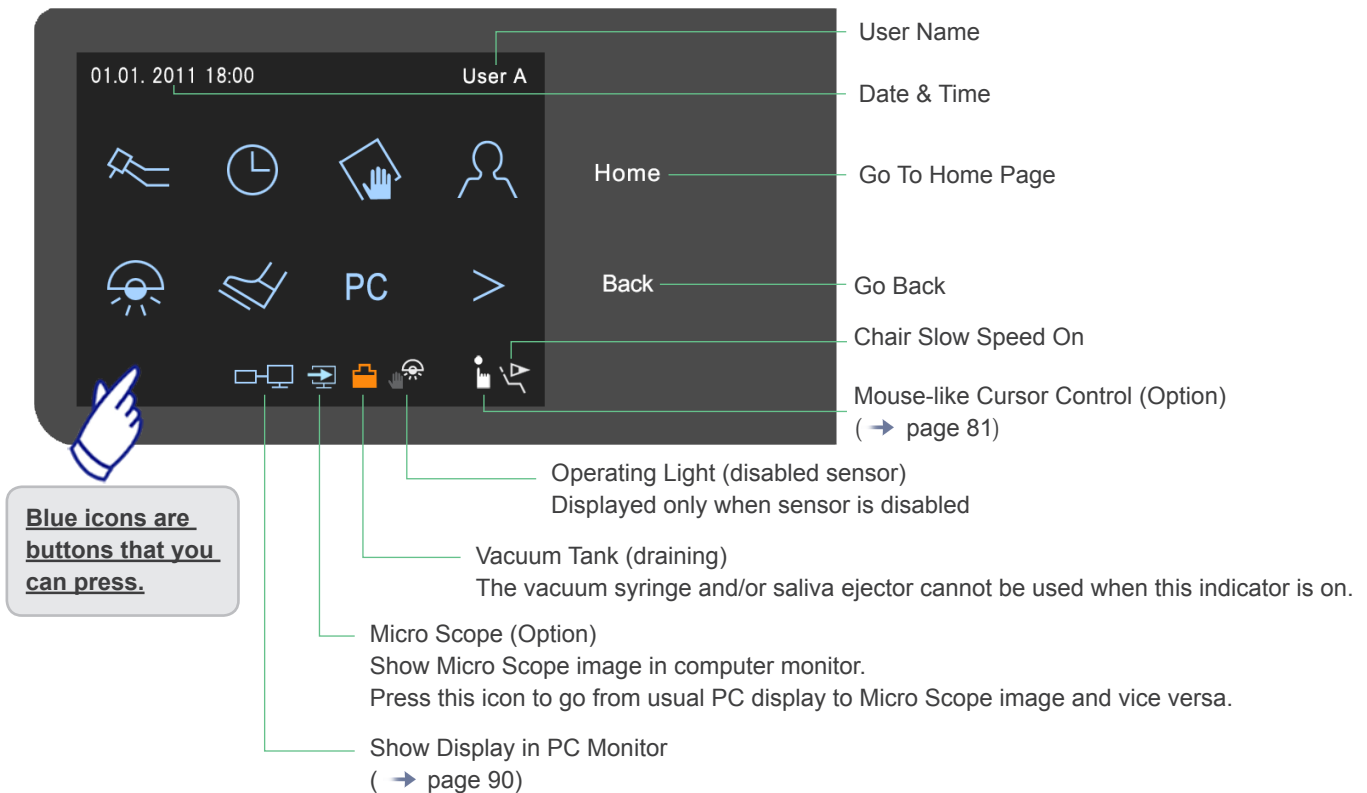 User Name
01.01. 2011 18:00
User A
Date & Time
Home
Go To Home Page
PC
>
Back
Go Back
Chair Slow Speed On
Mouse-like Cursor Control (Option)
( → page 81)
Operating Light (disabled sensor)
Displayed only when sensor is disabled
Blue icons are
buttons that you
can press.
Vacuum Tank (draining)
The vacuum syringe and/or saliva ejector cannot be used when this indicator is on.
Micro Scope (Option)
Show Micro Scope image in computer monitor.
Press this icon to go from usual PC display to Micro Scope image and vice versa.
Show Display in PC Monitor
( → page 90)